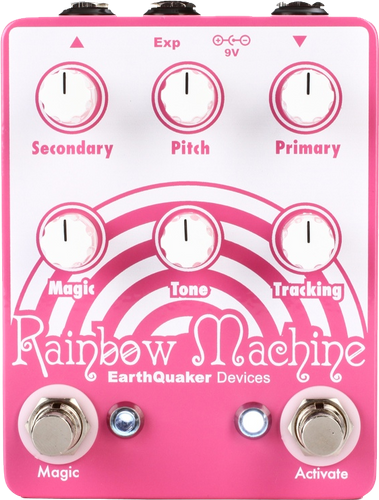 ▲ Exp ▼
9V
Secondary Pitch Primary
Magic Tone Tracking
Rainbow Machine
EarthQuaker Devices
Magic Activate